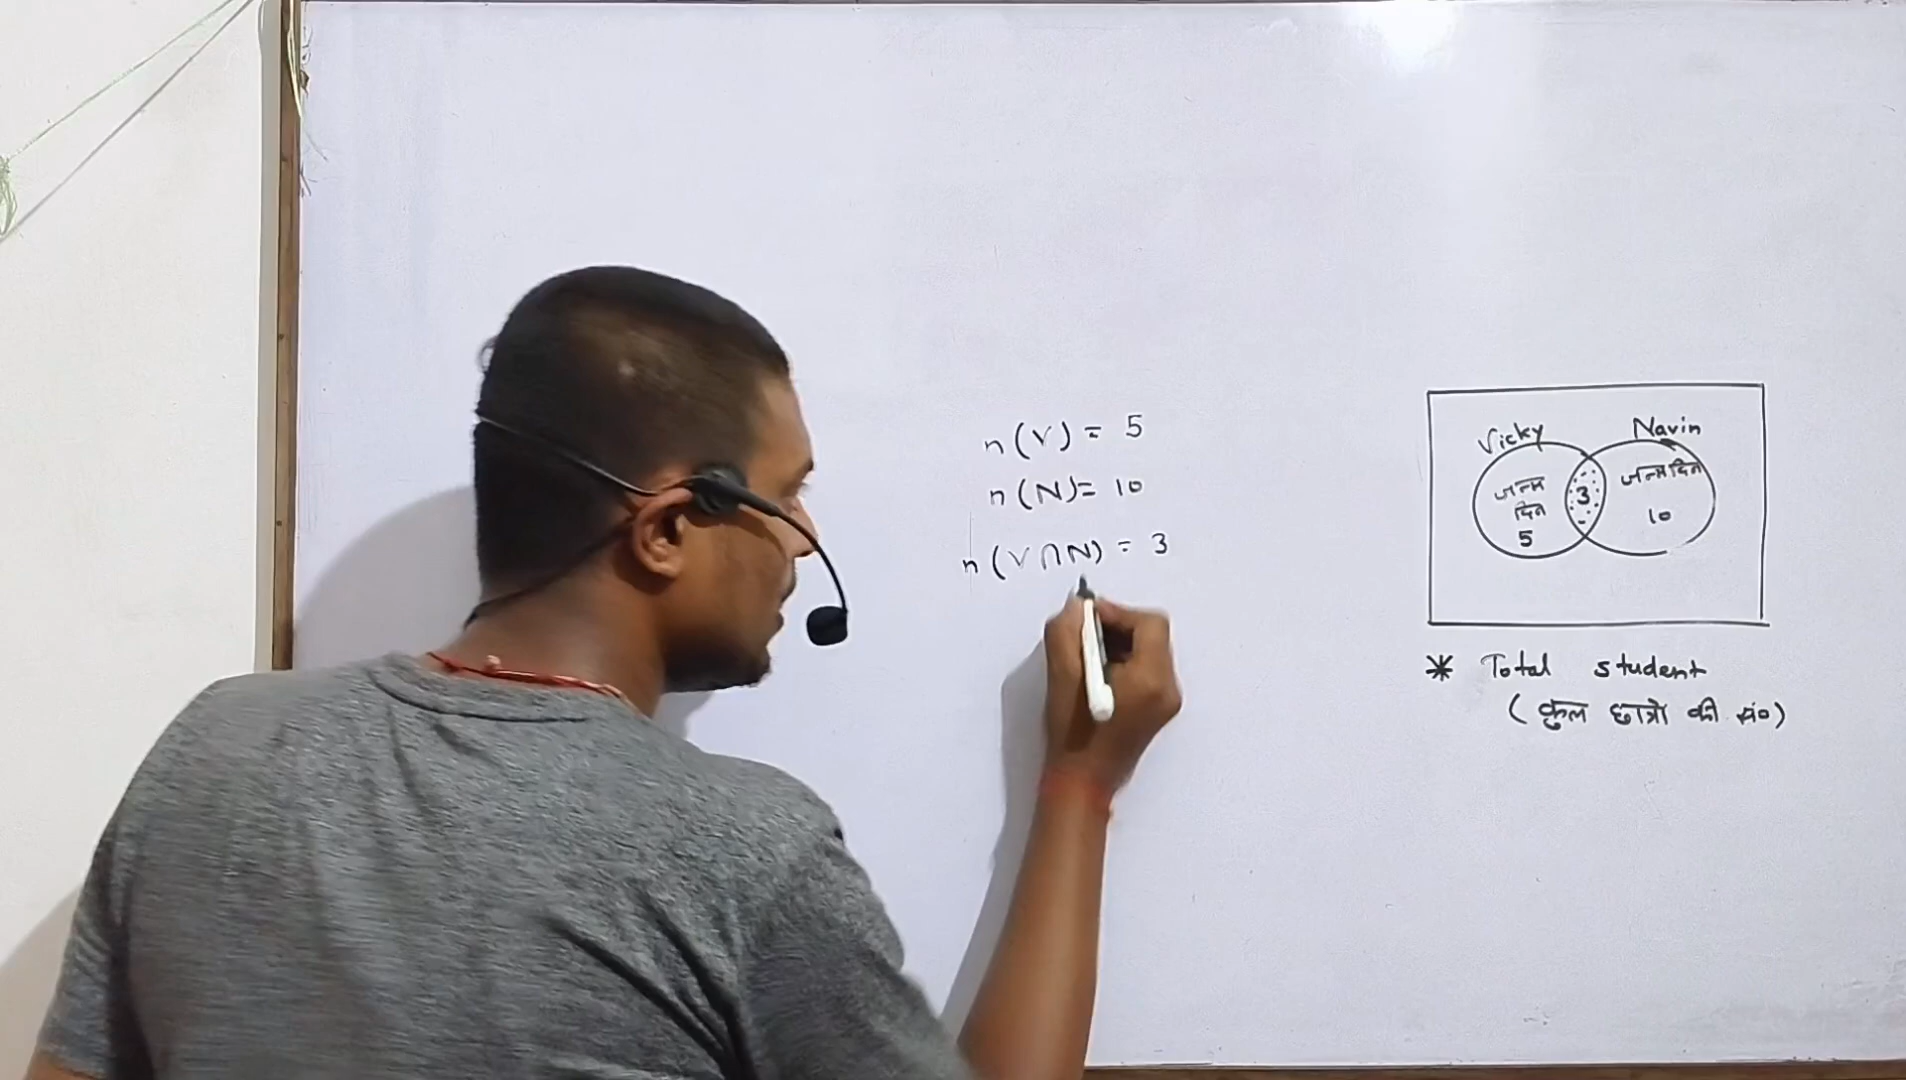 n (V) = 5
n (N) = 10
n (V ∩ N) = 3
Vicky Navin
जन्म दिन 5
3
जन्मदिन 10
* Total student
(कुल छात्रो की सं०)